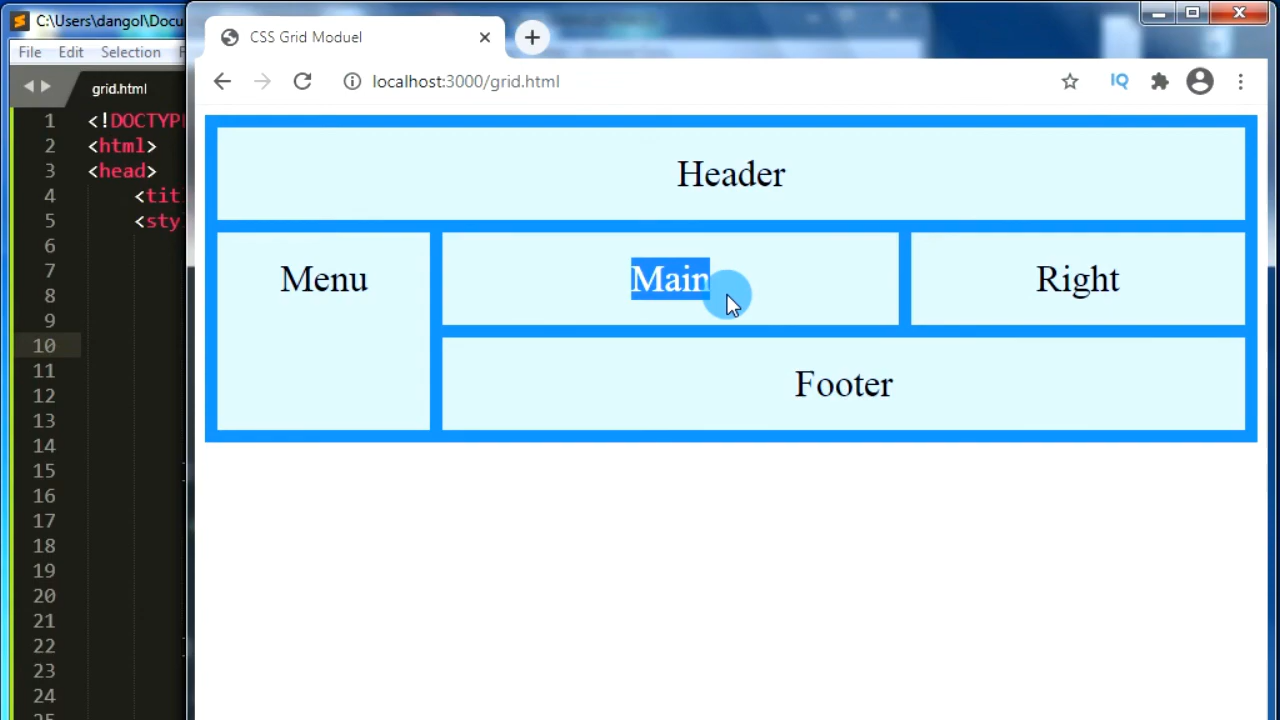 C:\Users\dangol\Docu
File Edit Selection F
grid.html
1 <!DOCTYP
2 <html>
3 <head>
4 <tit
5 <sty
6
7
8
9
10
11
12
13
14
15
16
17
18
19
20
21
22
23
24
25
CSS Grid Moduel
localhost:3000/grid.html
IQ
Header
Menu Main Right
Footer